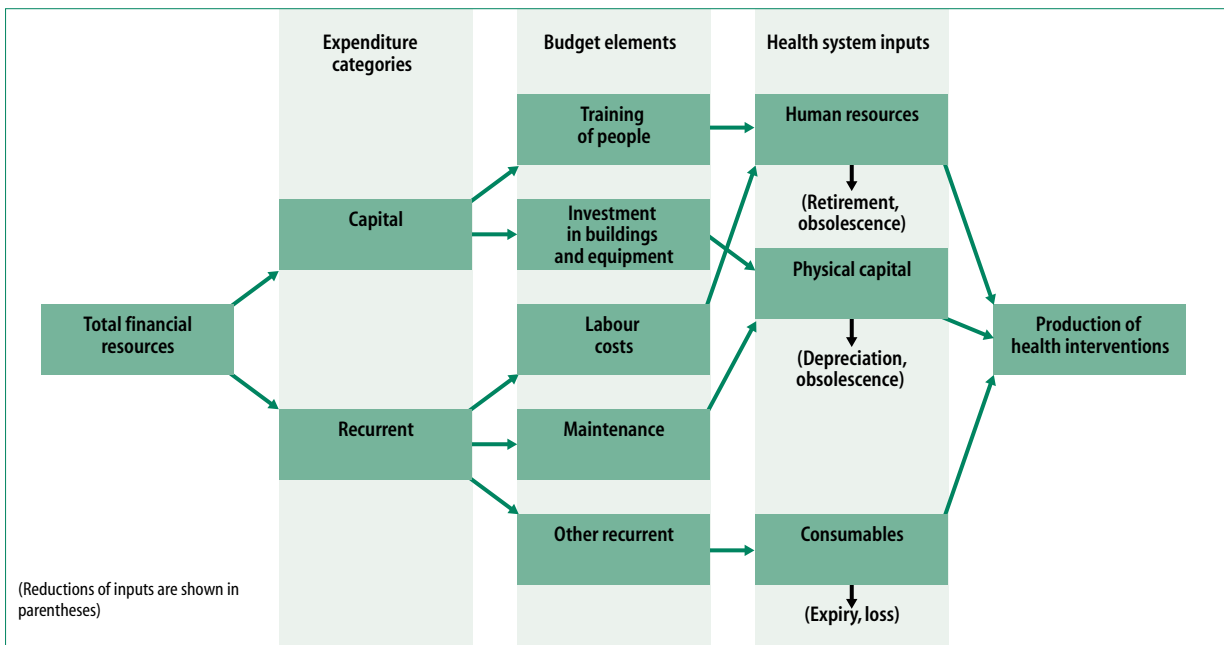 Expenditure
categories
Budget elements
Health system inputs
Training
of people
Human resources
(Retirement,
obsolescence)
Capital
Investment
in buildings
and equipment
Physical capital
(Depreciation,
obsolescence)
Total financial
resources
Labour
costs
Production of
health interventions
Recurrent
Maintenance
Other recurrent
Consumables
(Expiry, loss)
(Reductions of inputs are shown in
parentheses)